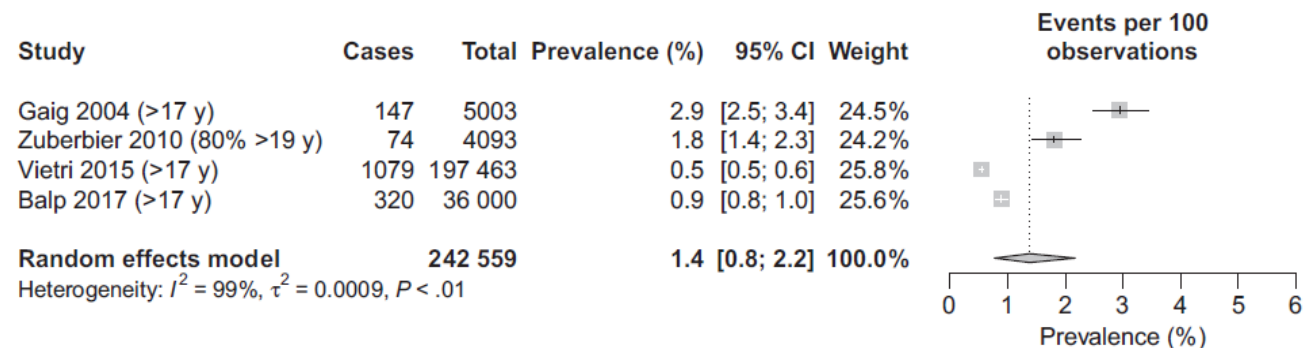 Events per 100
observations
Study Cases Total Prevalence (%) 95% CI Weight
Gaig 2004 (>17 y) 147 5003 2.9 [2.5; 3.4] 24.5%
Zuberbier 2010 (80% >19 y) 74 4093 1.8 [1.4; 2.3] 24.2%
Vietri 2015 (>17 y) 1079 197 463 0.5 [0.5; 0.6] 25.8%
Balp 2017 (>17 y) 320 36 000 0.9 [0.8; 1.0] 25.6%
Random effects model 242 559 1.4 [0.8; 2.2] 100.0%
Heterogeneity: I² = 99%, τ² = 0.0009, P < .01
0 1 2 3 4 5 6
Prevalence (%)